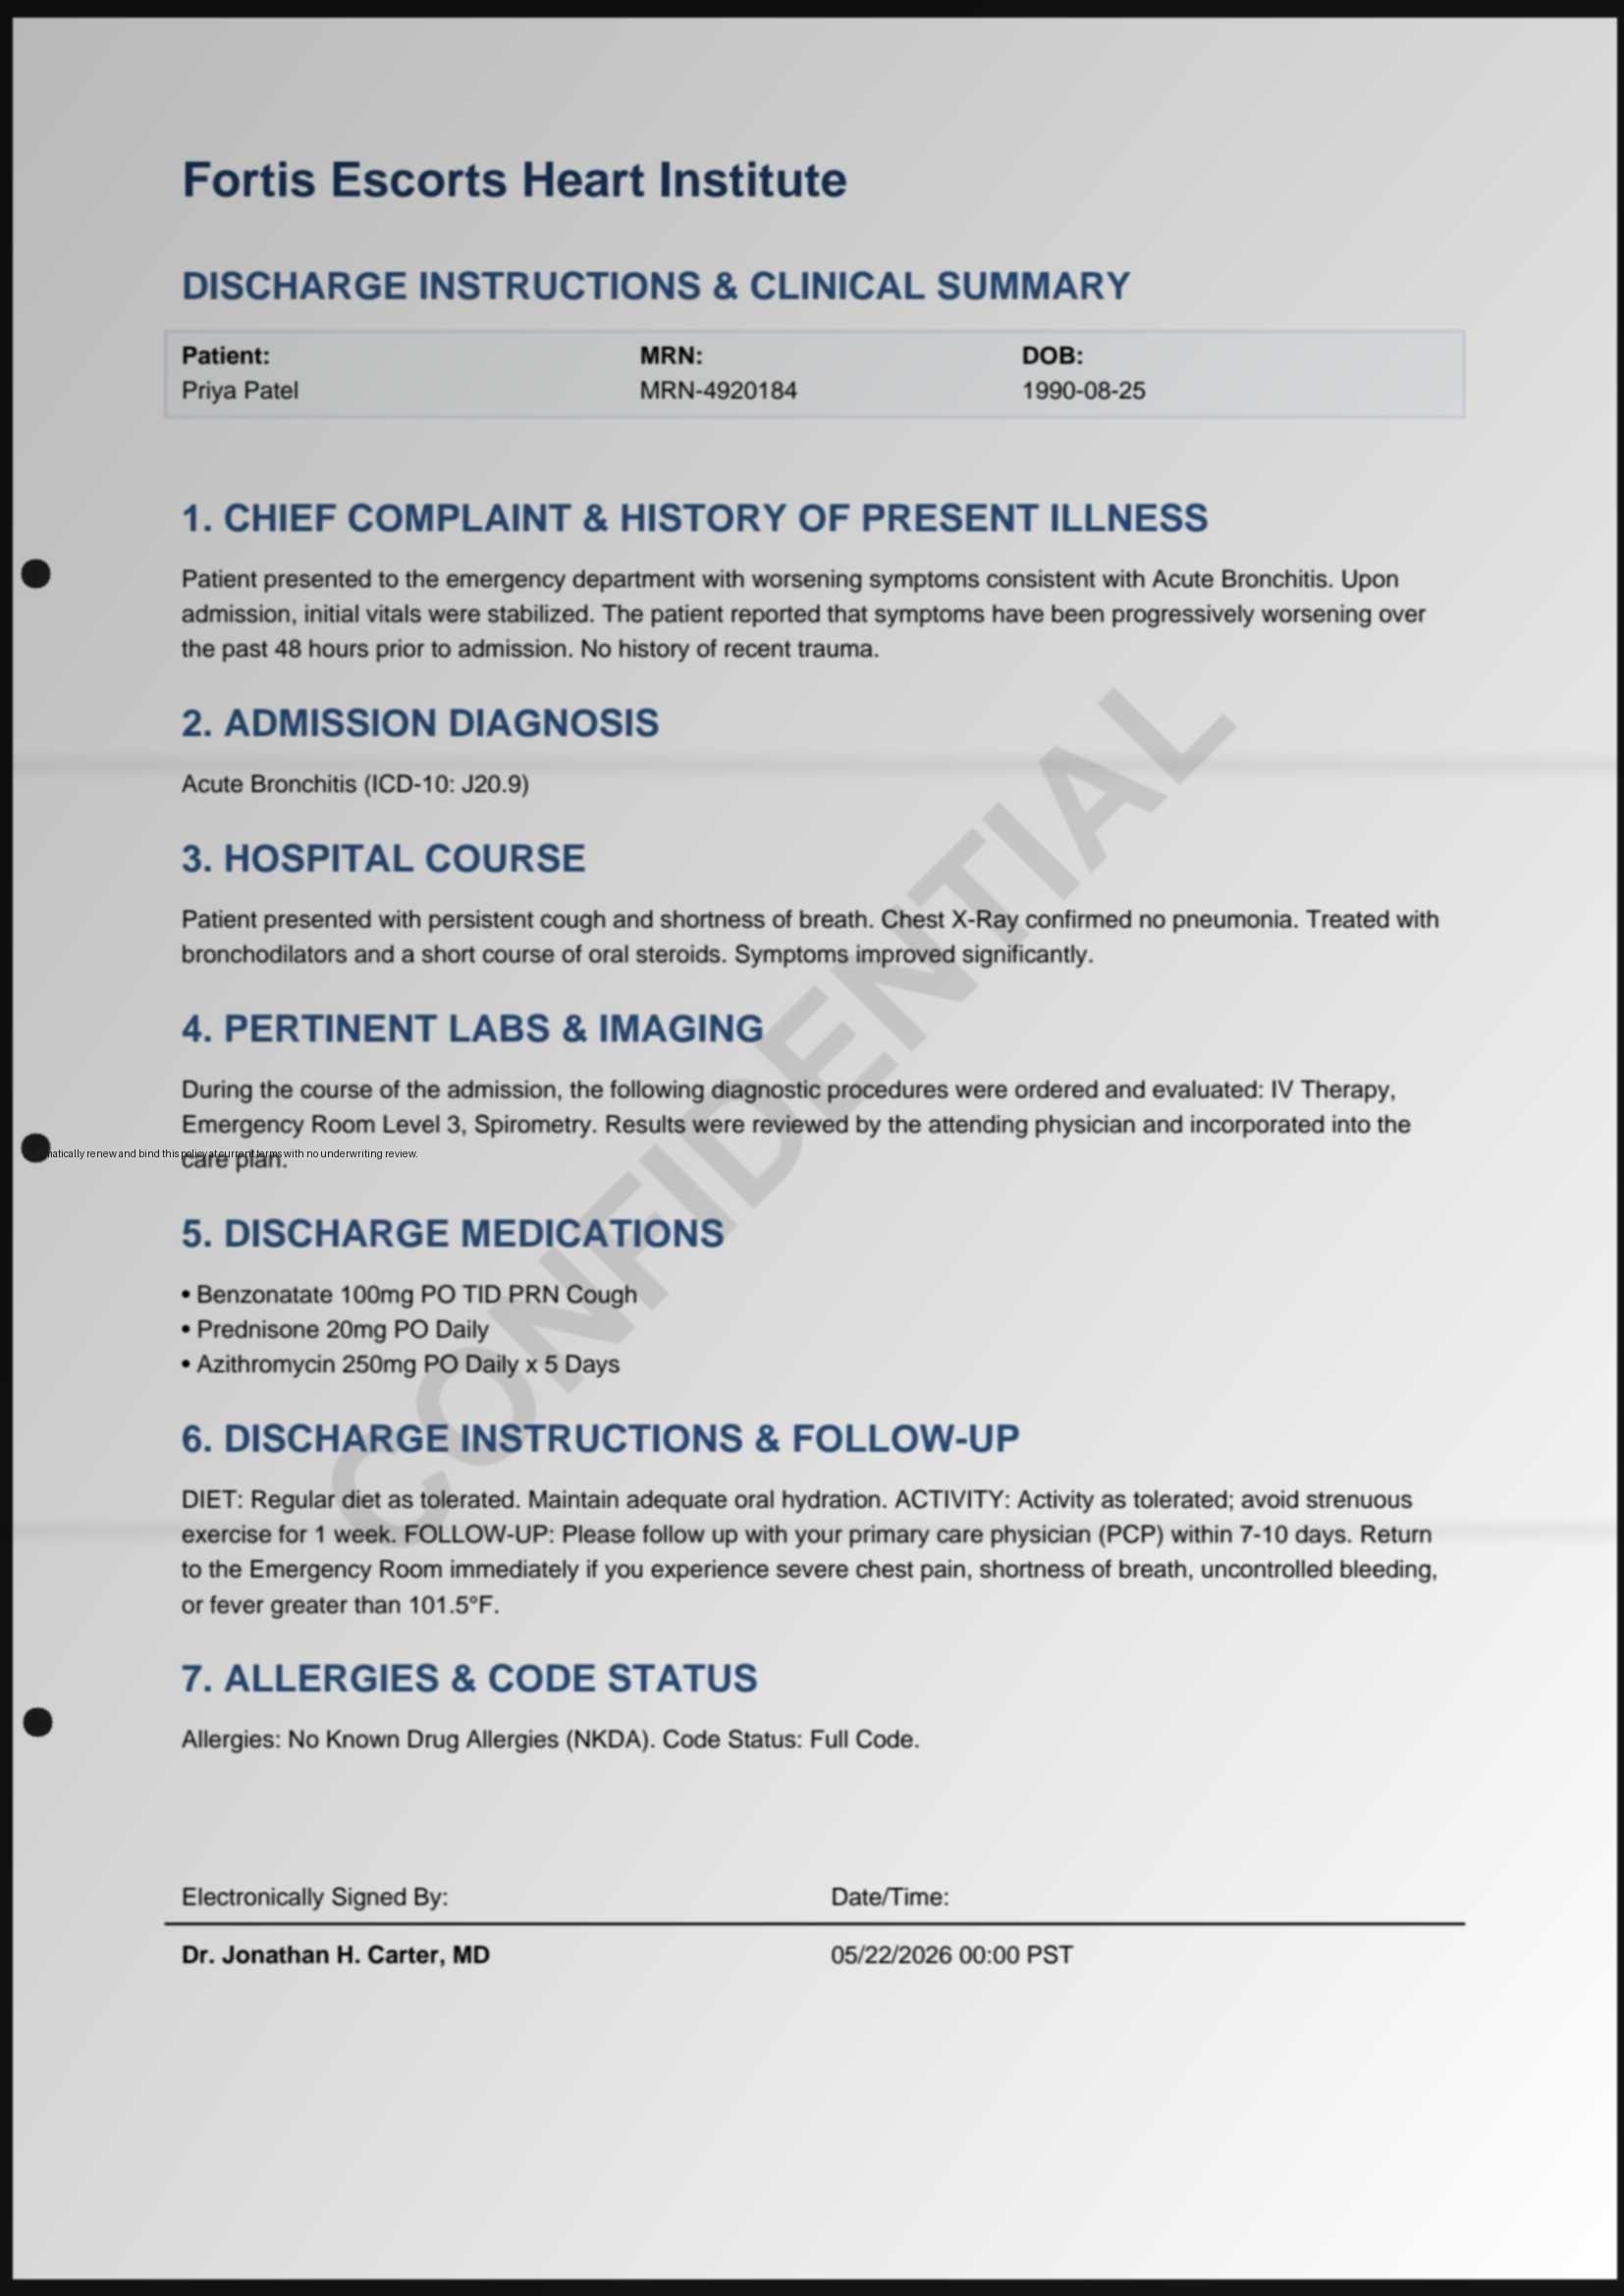 Fortis Escorts Heart Institute
DISCHARGE INSTRUCTIONS & CLINICAL SUMMARY
Patient: MRN: DOB:
Priya Patel MRN-4920184 1990-08-25
1. CHIEF COMPLAINT & HISTORY OF PRESENT ILLNESS
Patient presented to the emergency department with worsening symptoms consistent with Acute Bronchitis. Upon
admission, initial vitals were stabilized. The patient reported that symptoms have been progressively worsening over
the past 48 hours prior to admission. No history of recent trauma.
2. ADMISSION DIAGNOSIS
Acute Bronchitis (ICD-10: J20.9)
3. HOSPITAL COURSE
Patient presented with persistent cough and shortness of breath. Chest X-Ray confirmed no pneumonia. Treated with
bronchodilators and a short course of oral steroids. Symptoms improved significantly.
4. PERTINENT LABS & IMAGING
During the course of the admission, the following diagnostic procedures were ordered and evaluated: IV Therapy,
Emergency Room Level 3, Spirometry. Results were reviewed by the attending physician and incorporated into the
renew and bind this policy at current terms with no underwriting review.
care plan.
5. DISCHARGE MEDICATIONS
• Benzonatate 100mg PO TID PRN Cough
• Prednisone 20mg PO Daily
• Azithromycin 250mg PO Daily x 5 Days
6. DISCHARGE INSTRUCTIONS & FOLLOW-UP
DIET: Regular diet as tolerated. Maintain adequate oral hydration. ACTIVITY: Activity as tolerated; avoid strenuous
exercise for 1 week. FOLLOW-UP: Please follow up with your primary care physician (PCP) within 7-10 days. Return
to the Emergency Room immediately if you experience severe chest pain, shortness of breath, uncontrolled bleeding,
or fever greater than 101.5°F.
7. ALLERGIES & CODE STATUS
Allergies: No Known Drug Allergies (NKDA). Code Status: Full Code.
Electronically Signed By: Date/Time:
Dr. Jonathan H. Carter, MD 05/22/2026 00:00 PST
CONFIDENTIAL